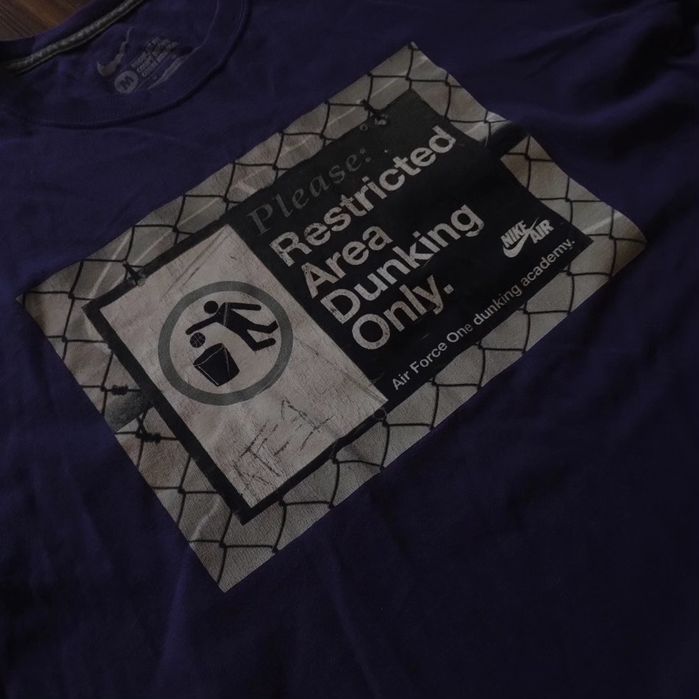 M
Please:
Restricted
Area
Dunking
Only.
NIKE
AIR
Air Force One dunking academy.